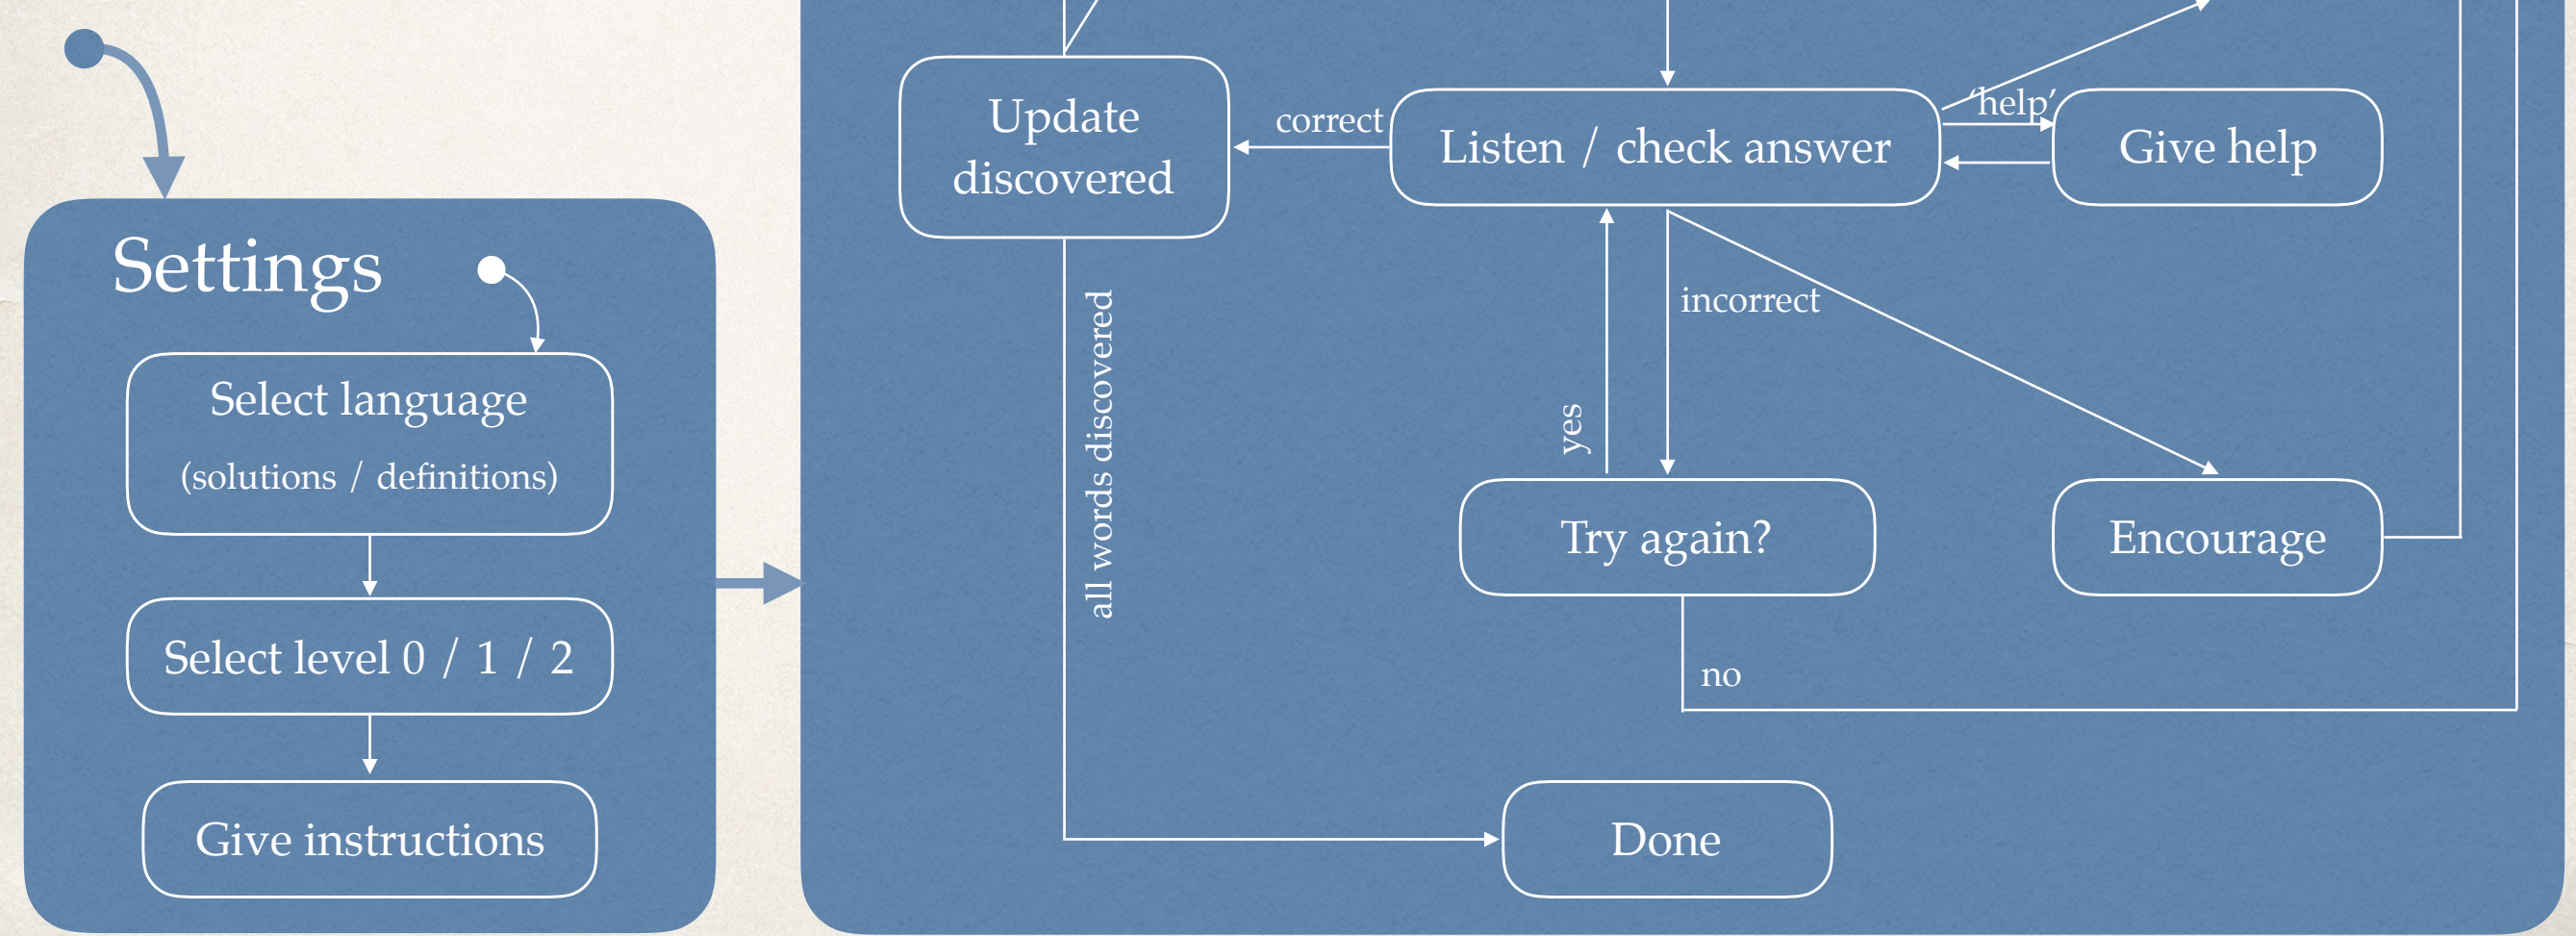 Settings
Select language
(solutions / definitions)
Select level 0 / 1 / 2
Give instructions
Update
discovered
correct
Listen / check answer
‘help’
Give help
incorrect
yes
all words discovered
Try again?
Encourage
no
Done